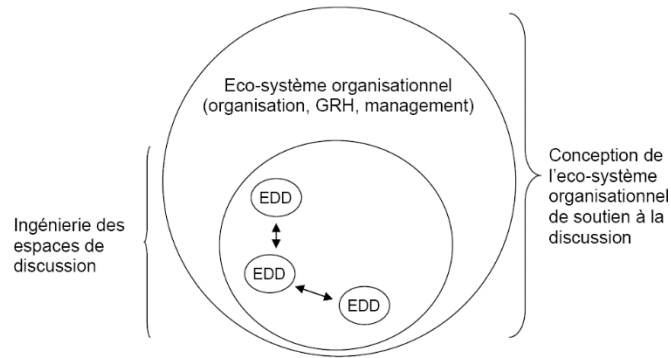 Eco-système organisationnel
(organisation, GRH, management)
Conception de
l'eco-système
organisationnel
de soutien à la
discussion
Ingénierie des
espaces de
discussion
EDD
EDD
EDD